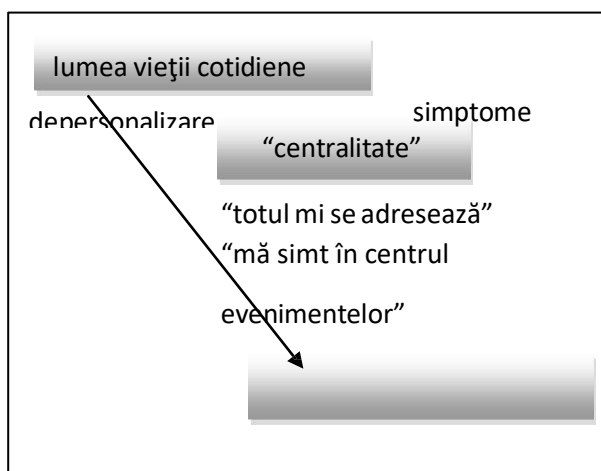 lumea vieţii cotidiene
simptome
depersonalizare
“centralitate”
“totul mi se adresează”
“mă simt în centrul
evenimentelor”